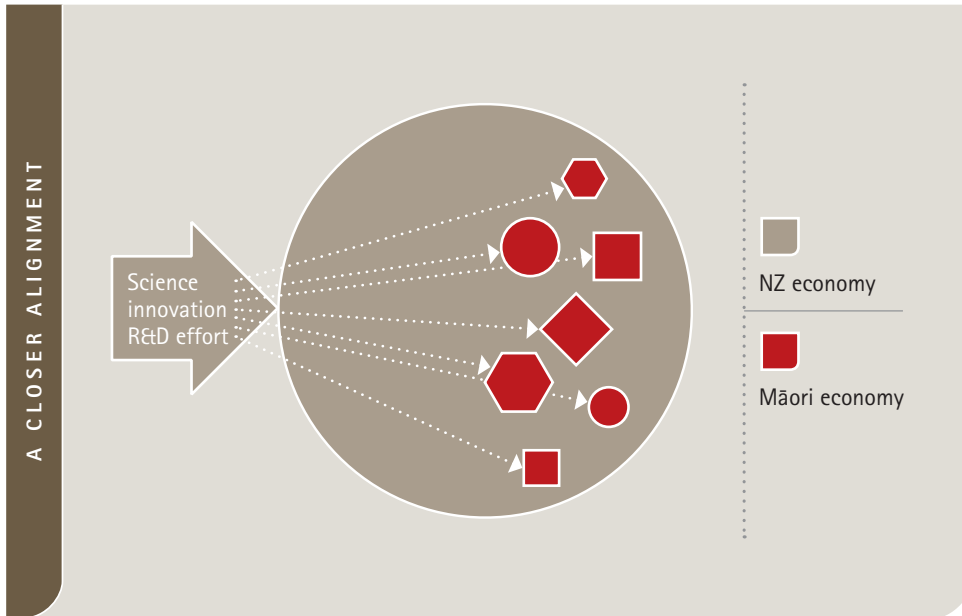 A CLOSER ALIGNMENT
Science
innovation
R&D effort
NZ economy
Māori economy